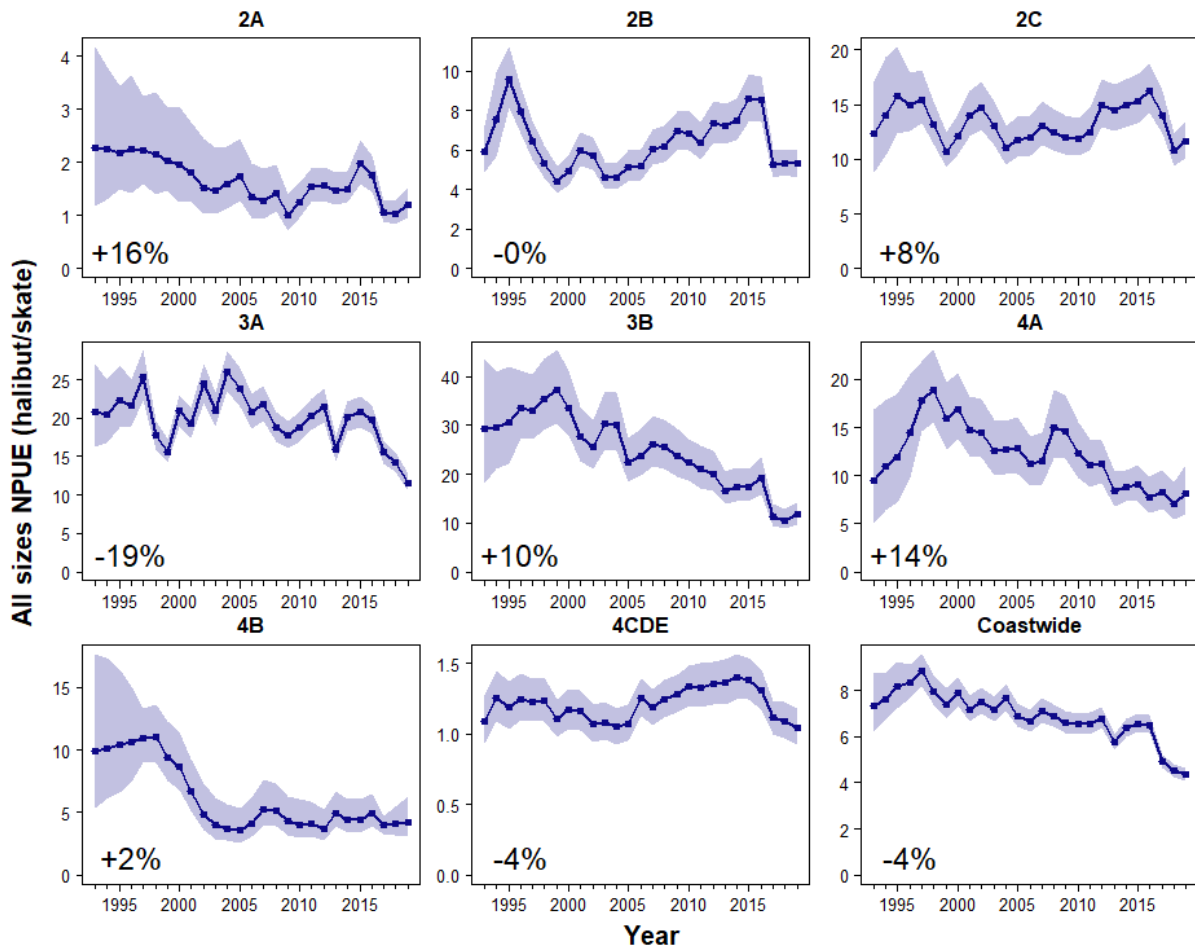 2A 2B 2C
4 3 2 1 0
+16%
1995 2000 2005 2010 2015
10 8 6 4 2 0
-0%
1995 2000 2005 2010 2015
20 15 10 5 0
+8%
1995 2000 2005 2010 2015
All sizes NPUE (halibut/skate)
3A 3B 4A
25 20 15 10 5 0
-19%
1995 2000 2005 2010 2015
40 30 20 10 0
+10%
1995 2000 2005 2010 2015
20 15 10 5 0
+14%
1995 2000 2005 2010 2015
4B 4CDE Coastwide
15 10 5 0
+2%
1995 2000 2005 2010 2015
1.5 1.0 0.5 0.0
-4%
1995 2000 2005 2010 2015
8 6 4 2 0
-4%
1995 2000 2005 2010 2015
Year